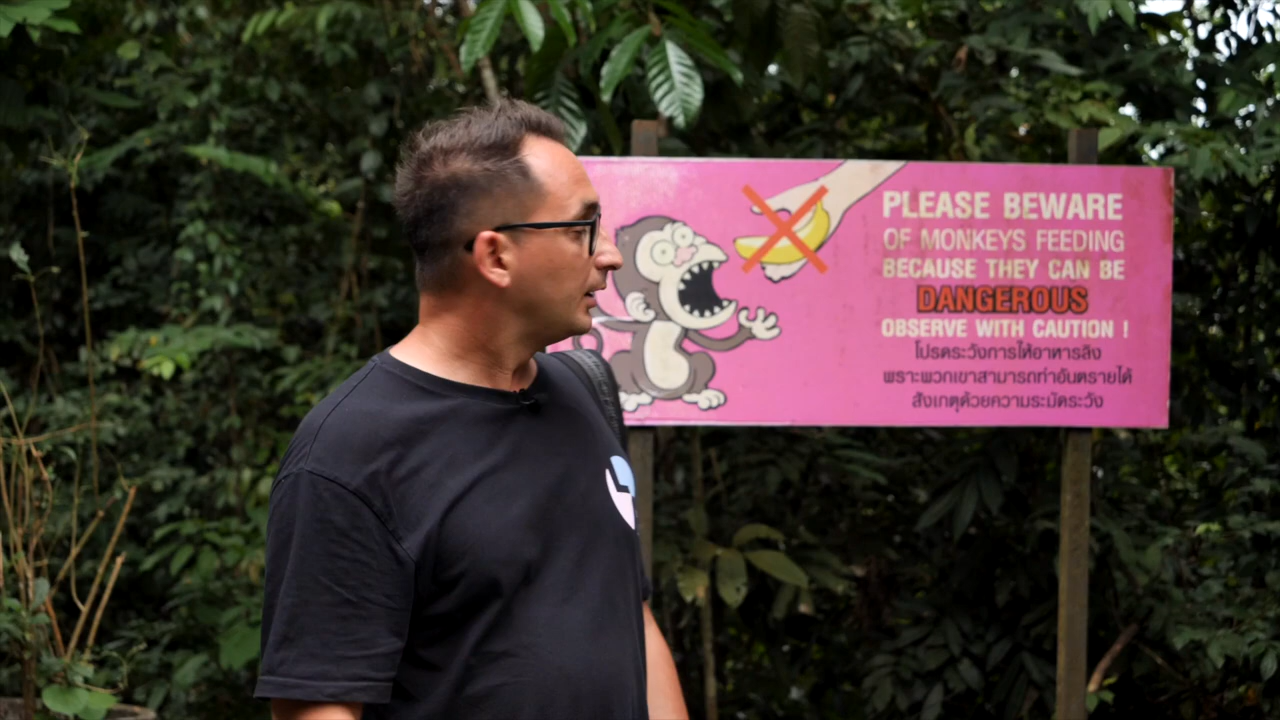 PLEASE BEWARE
OF MONKEYS FEEDING
BECAUSE THEY CAN BE
DANGEROUS
OBSERVE WITH CAUTION !
โปรดระวังการให้อาหารลิง
เพราะพวกเขาสามารถทำอันตรายได้
สังเกตุด้วยความระมัดระวัง